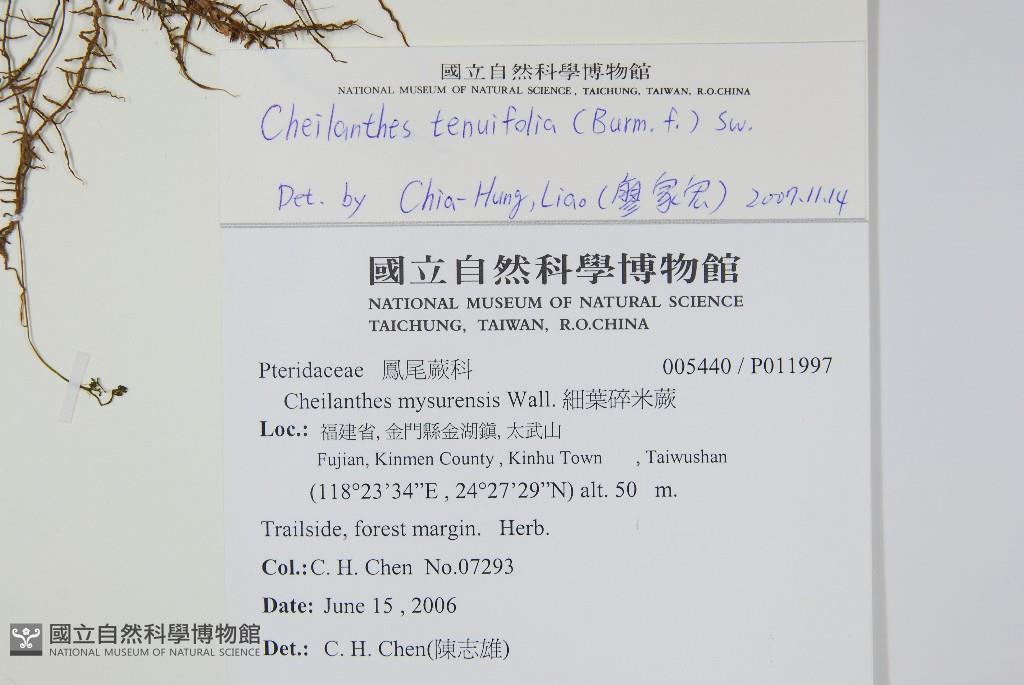 國立自然科學博物館
NATIONAL MUSEUM OF NATURAL SCIENCE, TAICHUNG, TAIWAN, R.O.CHINA
Cheilanthes tenuifolia (Burm. f.) Sw.
Det. by Chia-Hung, Liao (廖家宏) 2007.11.14
國立自然科學博物館
NATIONAL MUSEUM OF NATURAL SCIENCE
TAICHUNG, TAIWAN, R.O.CHINA
Pteridaceae 鳳尾蕨科 005440 / P011997
Cheilanthes mysurensis Wall. 細葉碎米蕨
Loc.: 福建省, 金門縣金湖鎮, 太武山
Fujian, Kinmen County , Kinhu Town , Taiwushan
(118°23’34”E , 24°27’29”N) alt. 50 m.
Trailside, forest margin. Herb.
Col.: C. H. Chen No.07293
Date: June 15 , 2006
Det.: C. H. Chen(陳志雄)
國立自然科學博物館
NATIONAL MUSEUM OF NATURAL SCIENCE